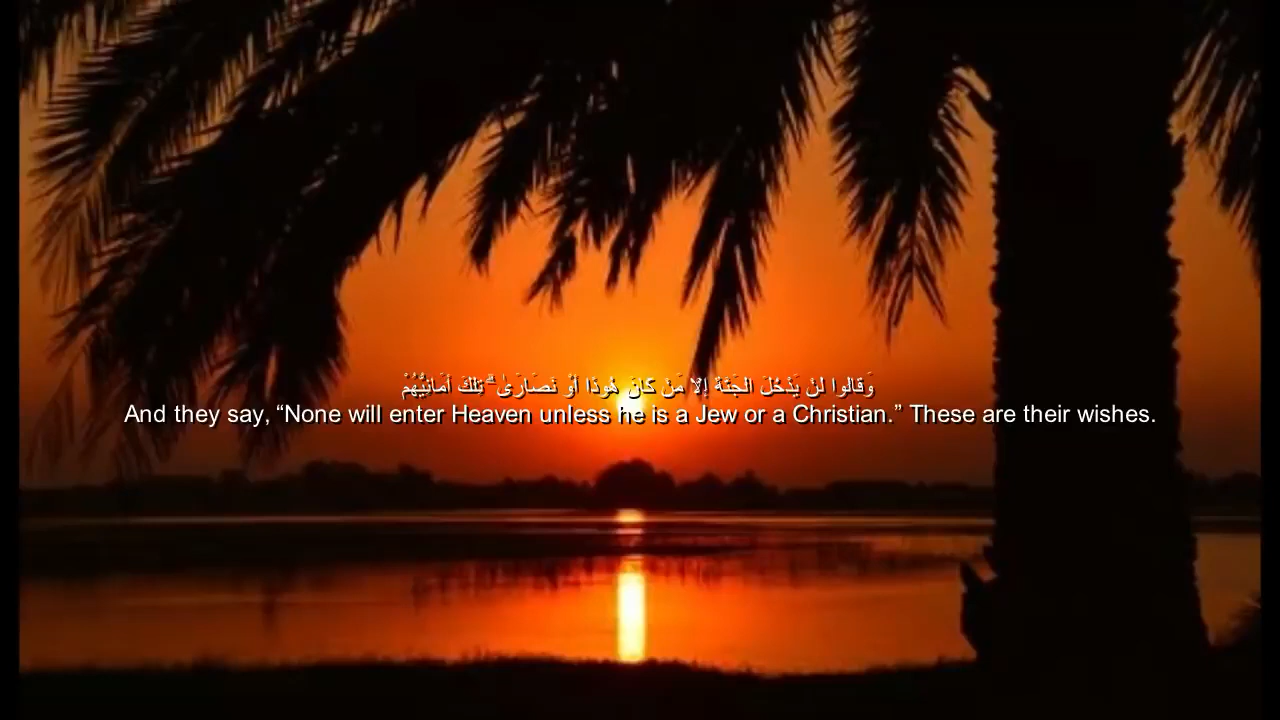 وَقَالُوا لَنْ يَدْخُلَ الْجَنَّةَ إِلَّا مَنْ كَانَ هُودًا أَوْ نَصَارَىٰ ۗ تِلْكَ أَمَانِيُّهُمْ
And they say, “None will enter Heaven unless he is a Jew or a Christian.” These are their wishes.